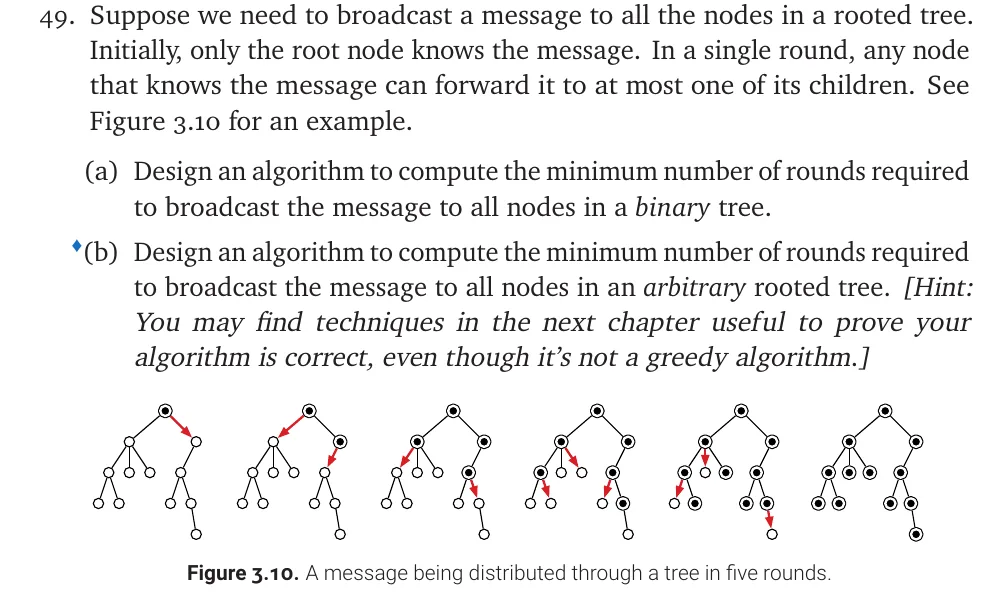 49. Suppose we need to broadcast a message to all the nodes in a rooted tree.
Initially, only the root node knows the message. In a single round, any node
that knows the message can forward it to at most one of its children. See
Figure 3.10 for an example.
(a) Design an algorithm to compute the minimum number of rounds required
to broadcast the message to all nodes in a binary tree.
♦(b) Design an algorithm to compute the minimum number of rounds required
to broadcast the message to all nodes in an arbitrary rooted tree. [Hint:
You may find techniques in the next chapter useful to prove your
algorithm is correct, even though it's not a greedy algorithm.]
Figure 3.10. A message being distributed through a tree in five rounds.